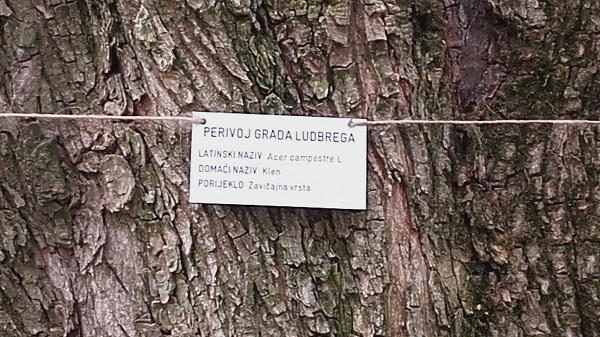 PERIVOJ GRADA LUDBREGA
LATINSKI NAZIV: Acer campestre L.
DOMAĆI NAZIV: Klen
PORIJEKLO: Zavičajna vrsta